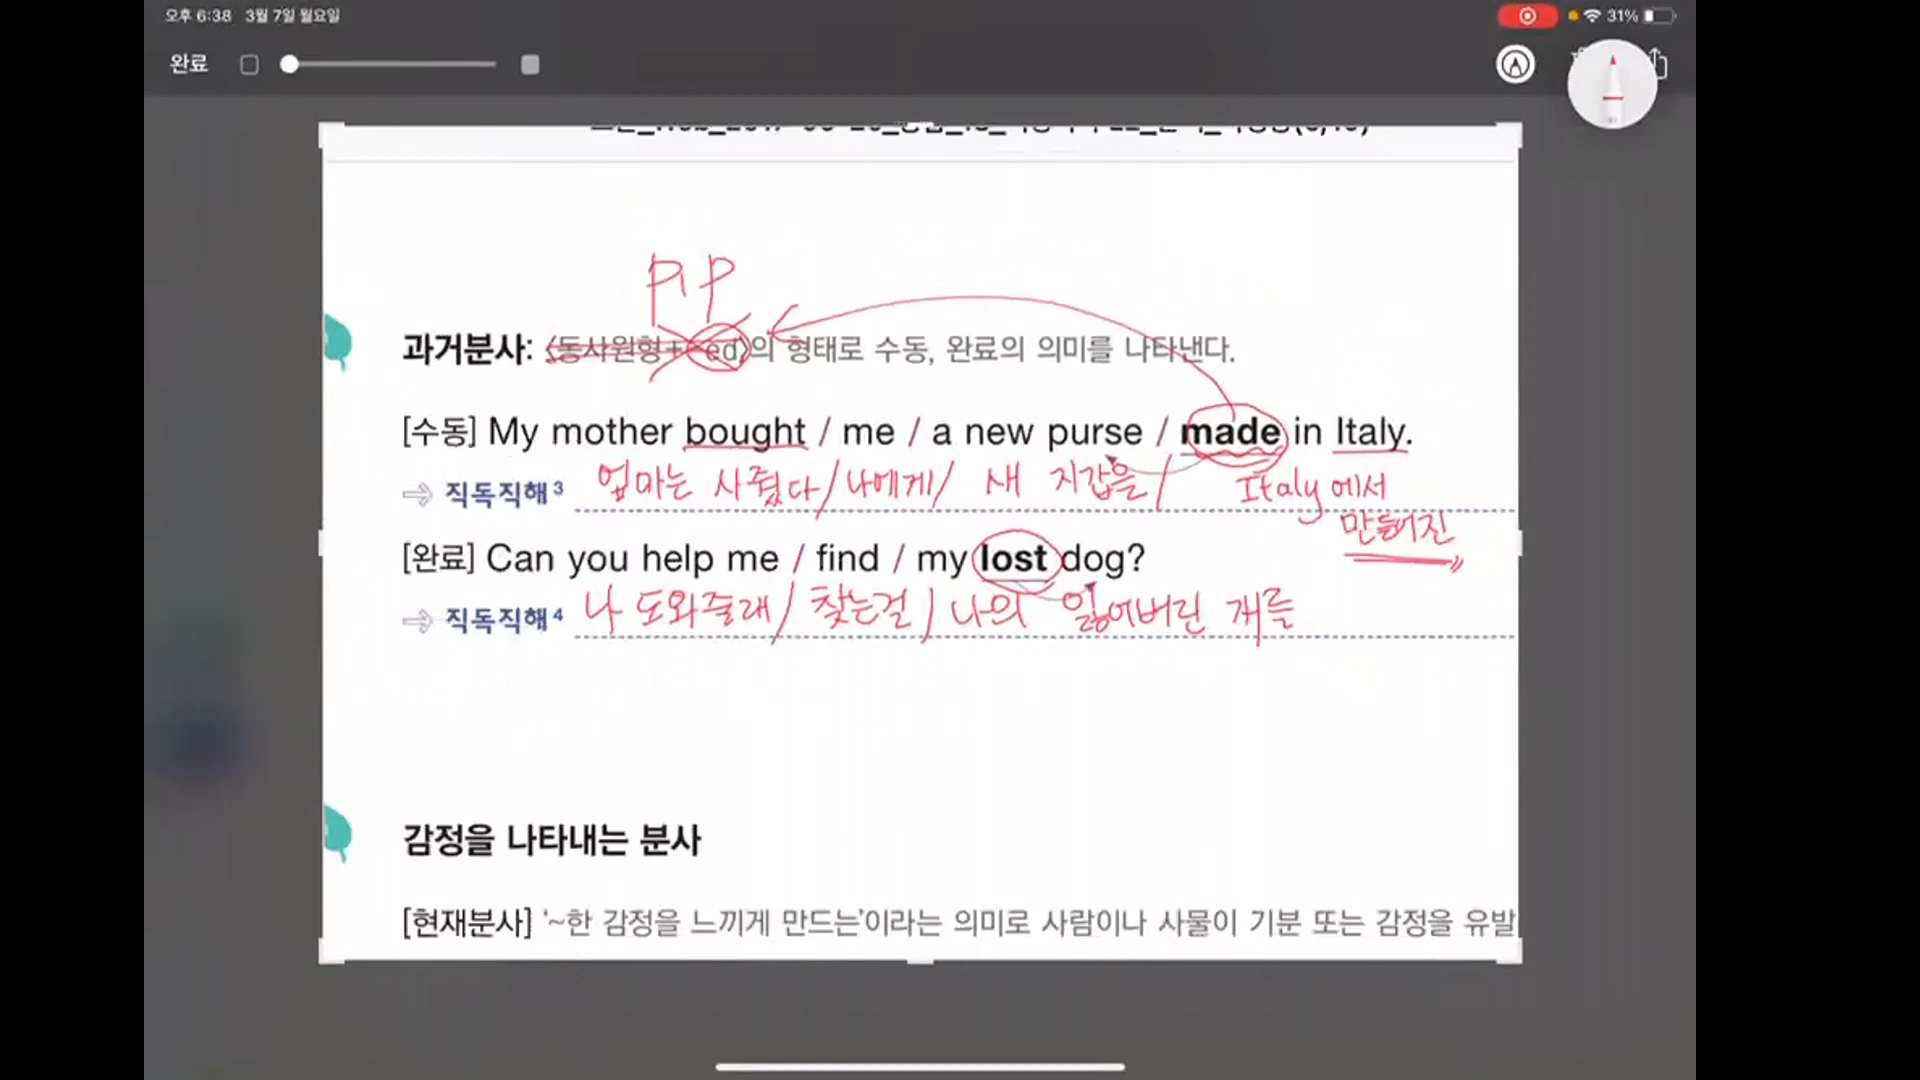 오후 6:38 3월 7일 월요일
31%
완료
p.p
과거분사: 〈동사원형+-ed〉의 형태로 수동, 완료의 의미를 나타낸다.
[수동] My mother bought / me / a new purse / made in Italy.
직독직해 3 엄마는 사줬다 / 나에게 / 새 지갑을 / Italy에서
만들어진
[완료] Can you help me / find / my lost dog?
직독직해 4 나 도와줄래 / 찾는걸 / 나의 잃어버린 개를
감정을 나타내는 분사
[현재분사] '~한 감정을 느끼게 만드는'이라는 의미로 사람이나 사물이 기분 또는 감정을 유발